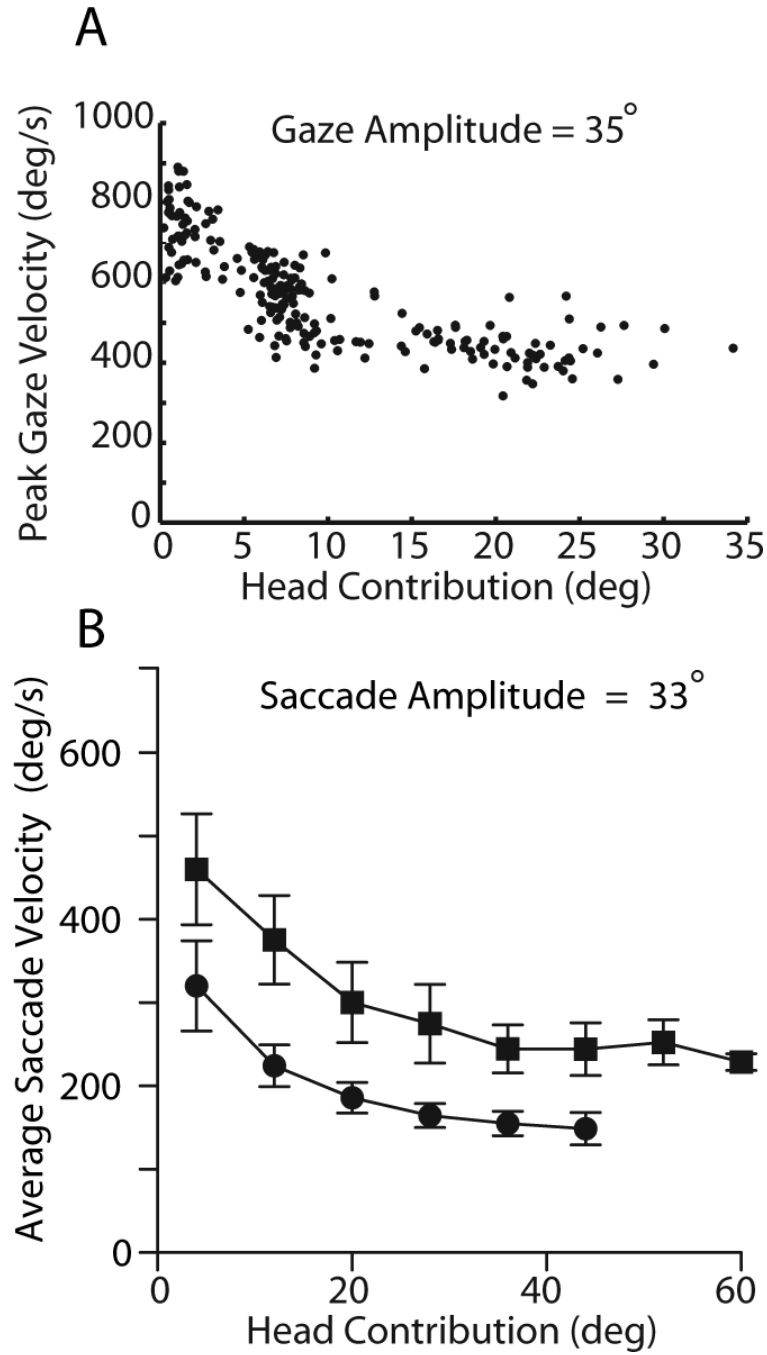 A
Gaze Amplitude = 35°
Peak Gaze Velocity (deg/s)
1000
800
600
400
200
0
0 5 10 15 20 25 30 35
Head Contribution (deg)
B
Saccade Amplitude = 33°
Average Saccade Velocity (deg/s)
600
400
200
0
0 20 40 60
Head Contribution (deg)